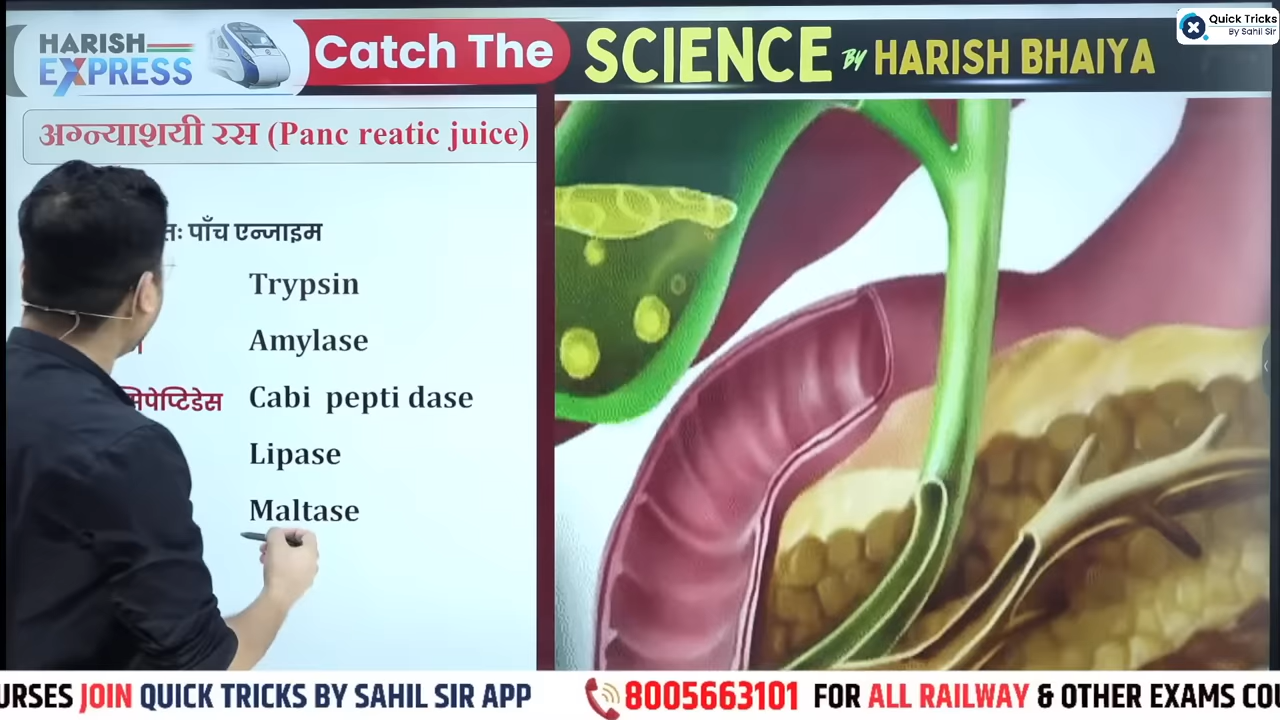 HARISH
EXPRESS
Catch The
SCIENCE BY HARISH BHAIYA
Quick Tricks
By Sahil Sir
अग्न्याशयी रस (Panc reatic juice)
पाँच एन्जाइम
Trypsin
Amylase
Cabi pepti dase
Lipase
Maltase
JOIN QUICK TRICKS BY SAHIL SIR APP 8005663101 FOR ALL RAILWAY & OTHER EXAMS